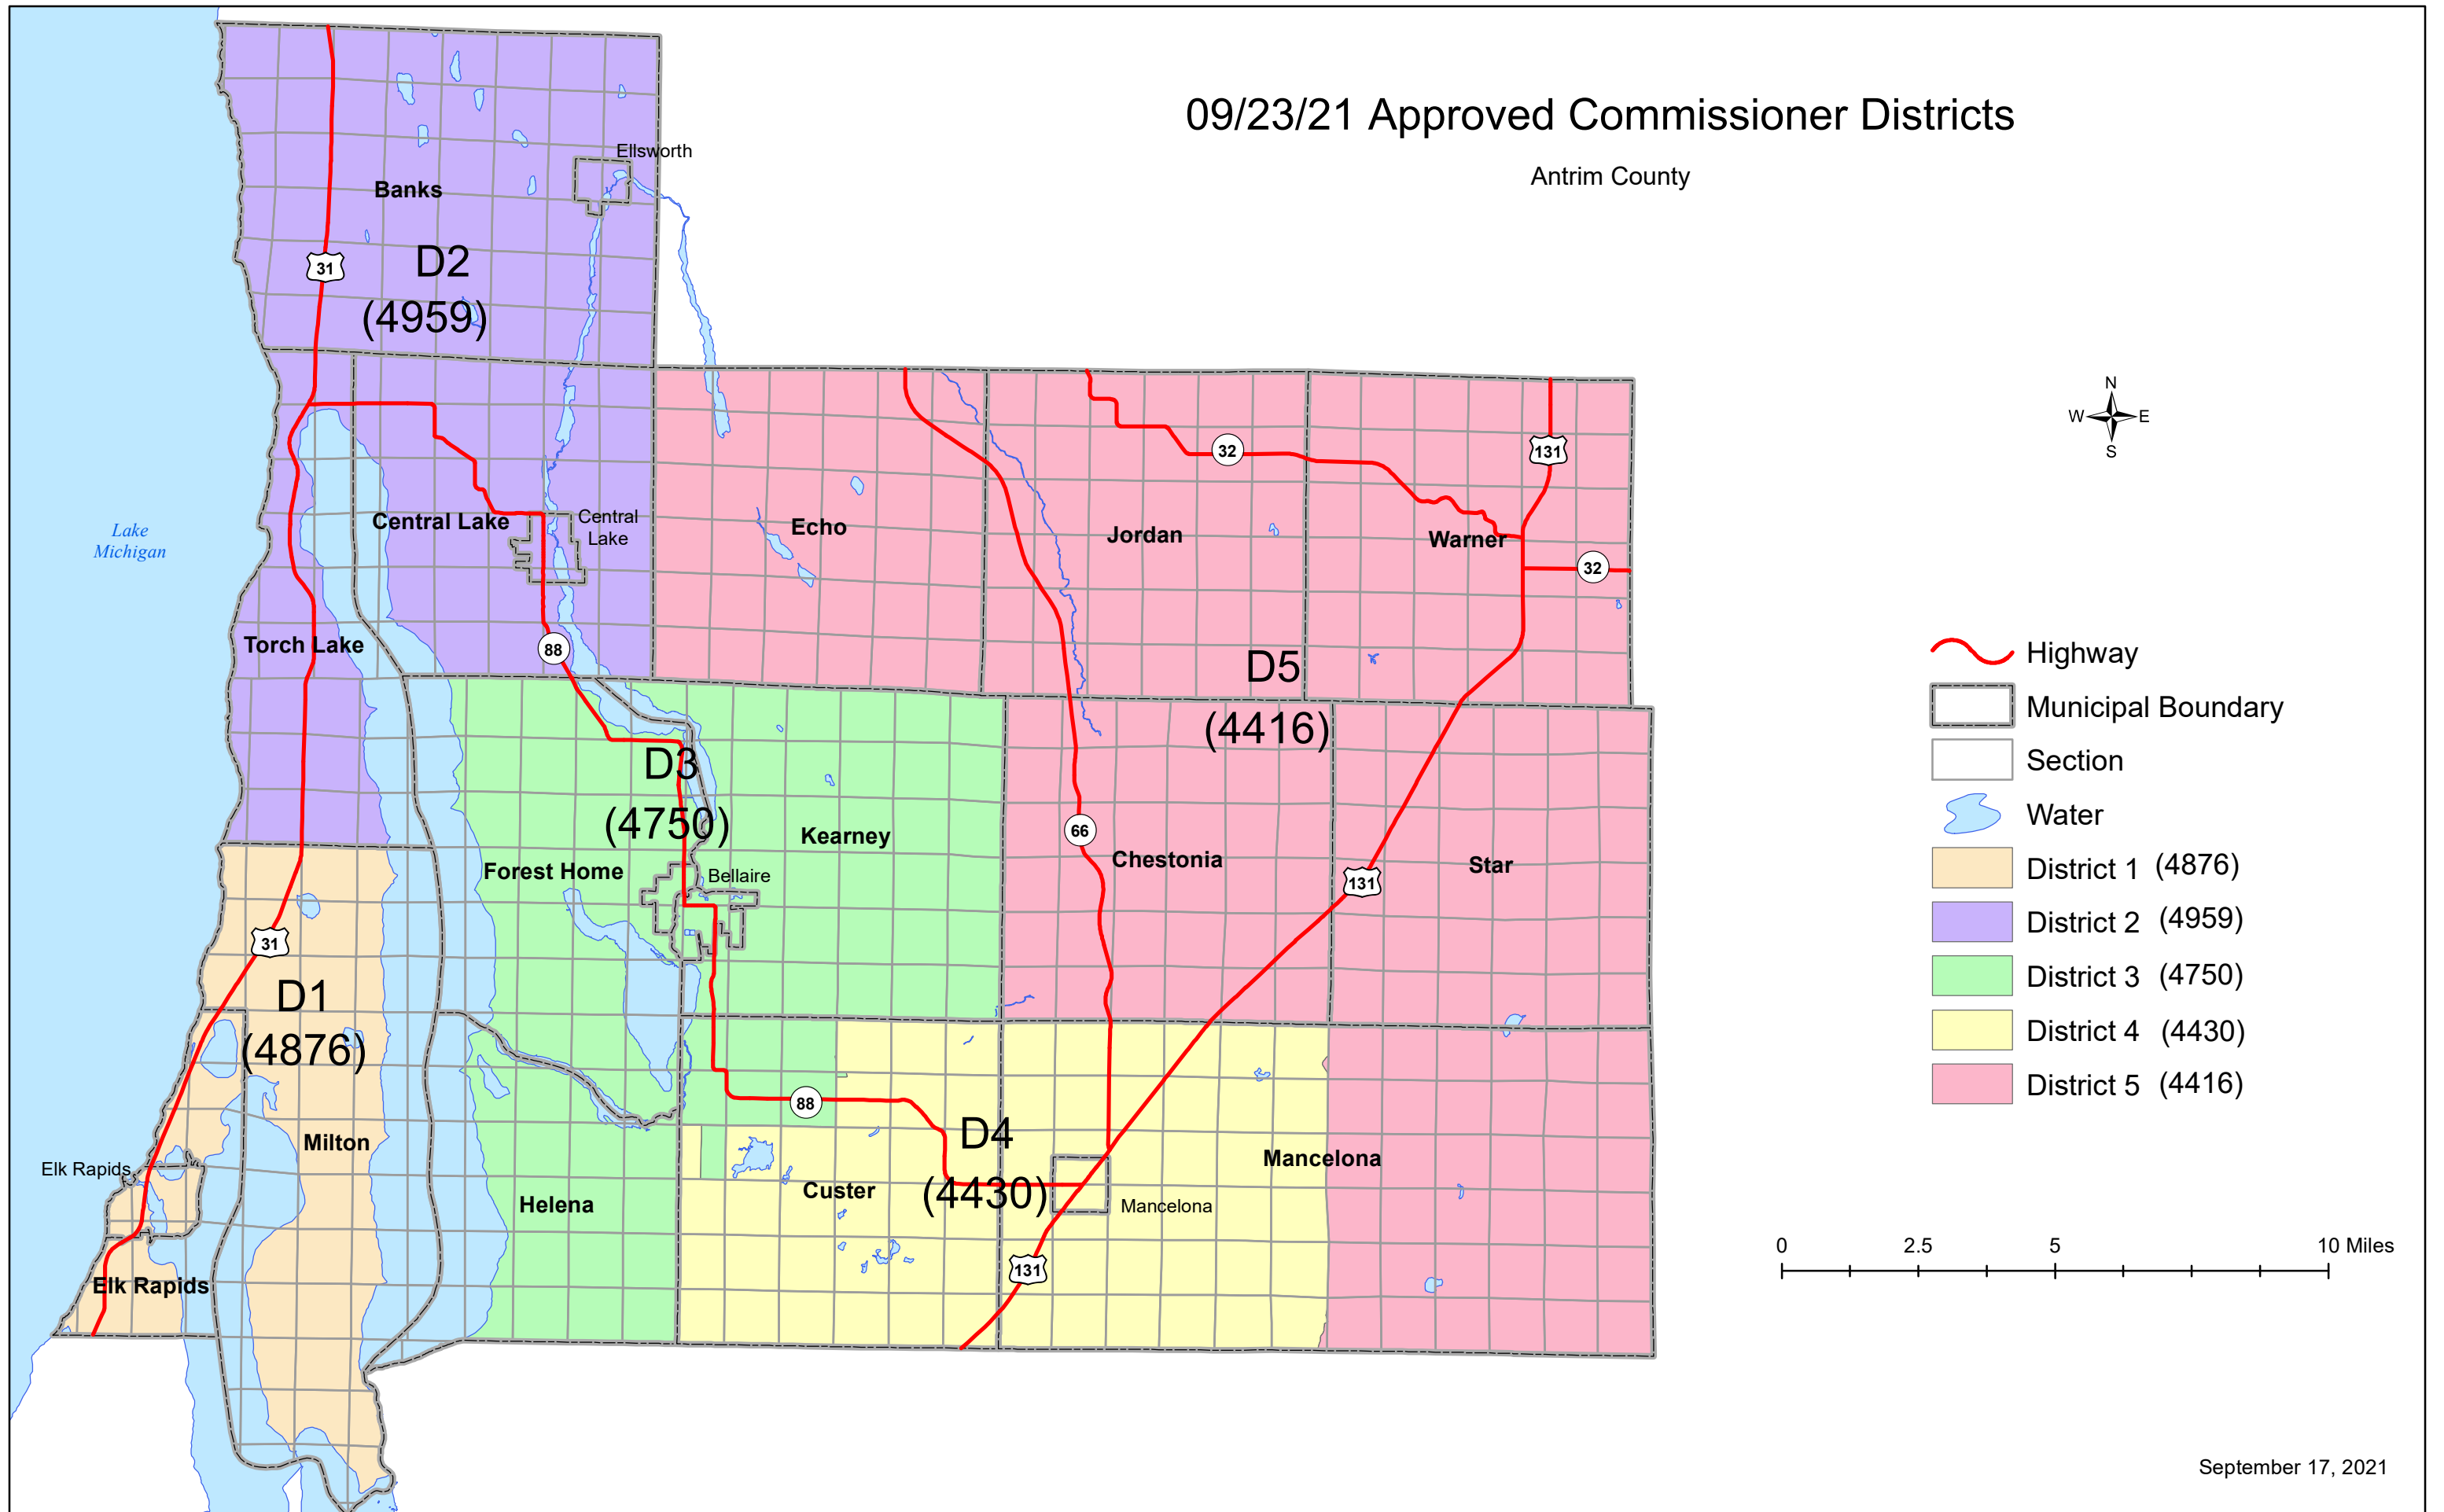 09/23/21 Approved Commissioner Districts
Antrim County
Ellsworth
Banks
31
D2
(4959)
N
W E
S
Lake
Michigan
Central Lake
Central
Lake
Echo
Jordan
Warner
32
131
32
Torch Lake
88
D5
(4416)
D3
(4750)
Kearney
Forest Home
Bellaire
66
Chestonia
131
Star
31
D1
(4876)
88
D4
(4430)
Milton
Elk Rapids
Helena
Custer
Mancelona
Mancelona
131
Elk Rapids
Highway
Municipal Boundary
Section
Water
District 1 (4876)
District 2 (4959)
District 3 (4750)
District 4 (4430)
District 5 (4416)
0 2.5 5 10 Miles
September 17, 2021